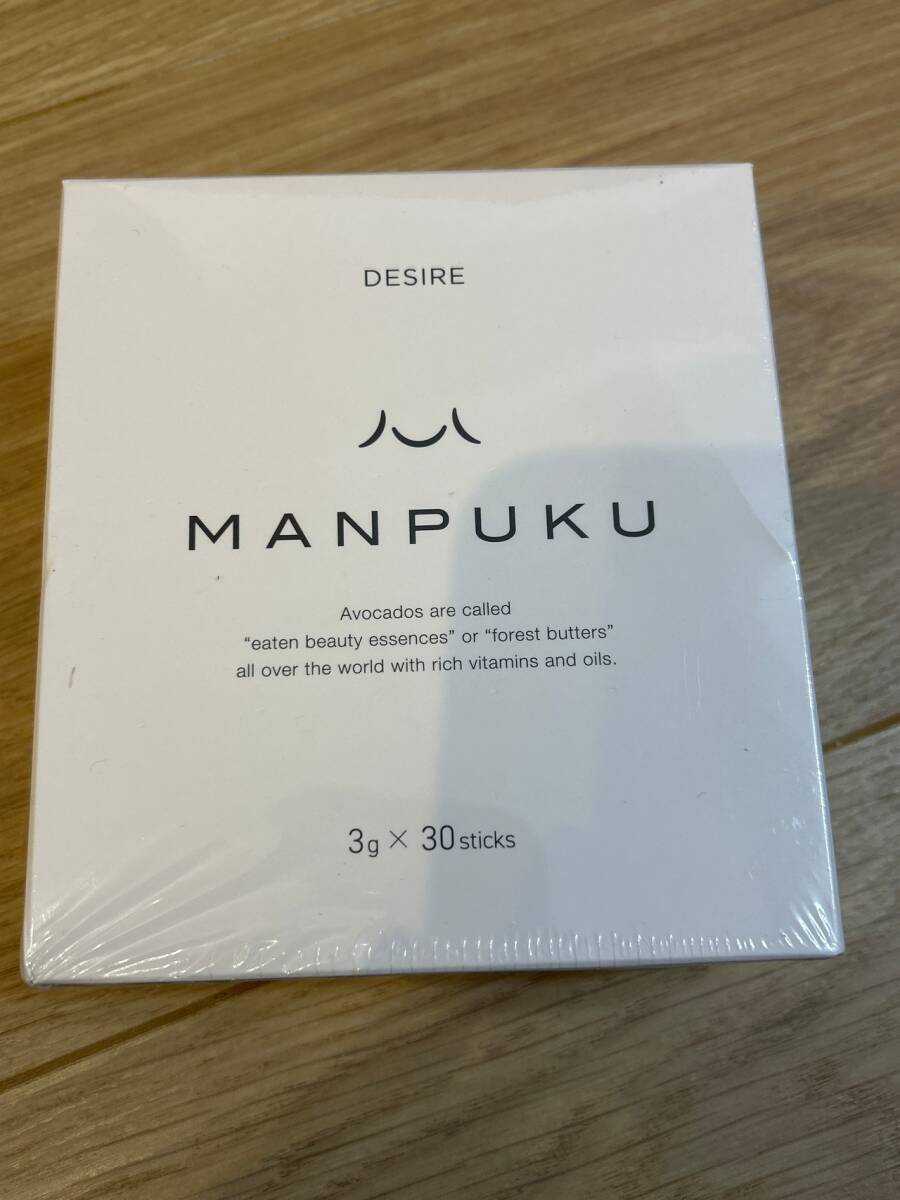 DESIRE
MANPUKU
Avocados are called
“eaten beauty essences” or “forest butters”
all over the world with rich vitamins and oils.
3g × 30 sticks